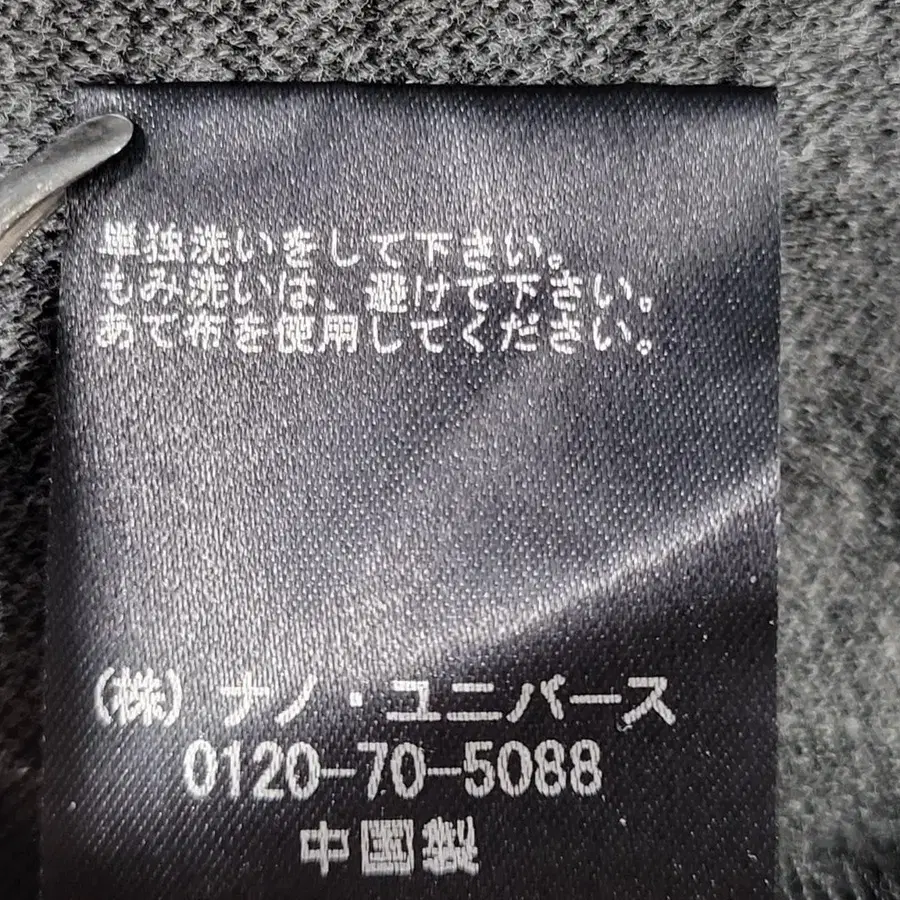 単独洗いをして下さい。
もみ洗いは、避けて下さい。
あて布を使用してください。
(株) ナノ・ユニバース
0120-70-5088
中国製